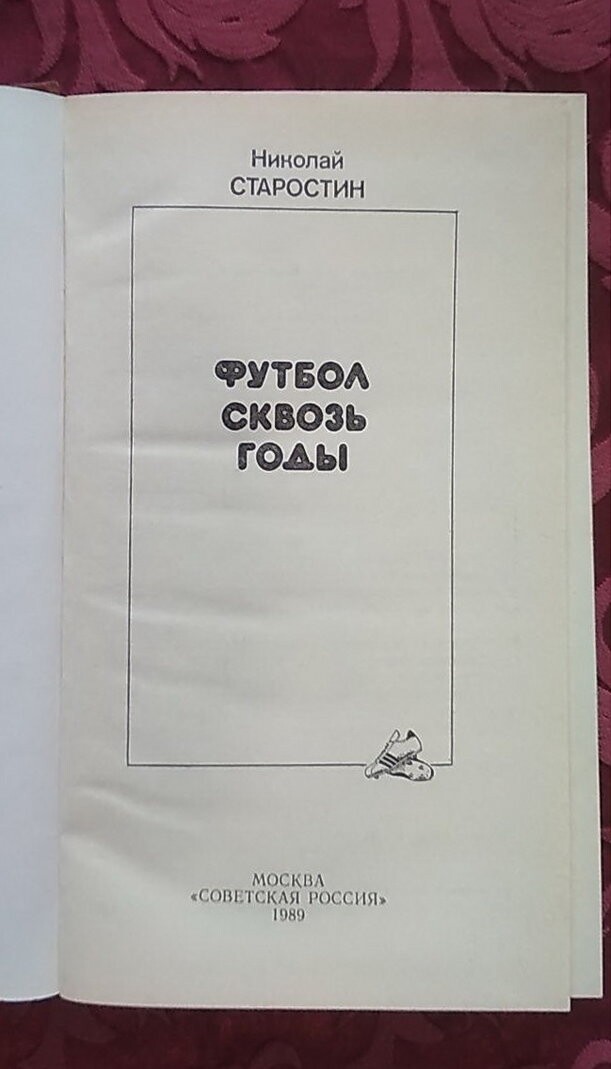 Николай
СТАРОСТИН
ФУТБОЛ
СКВОЗЬ
ГОДЫ
МОСКВА
«СОВЕТСКАЯ РОССИЯ»
1989